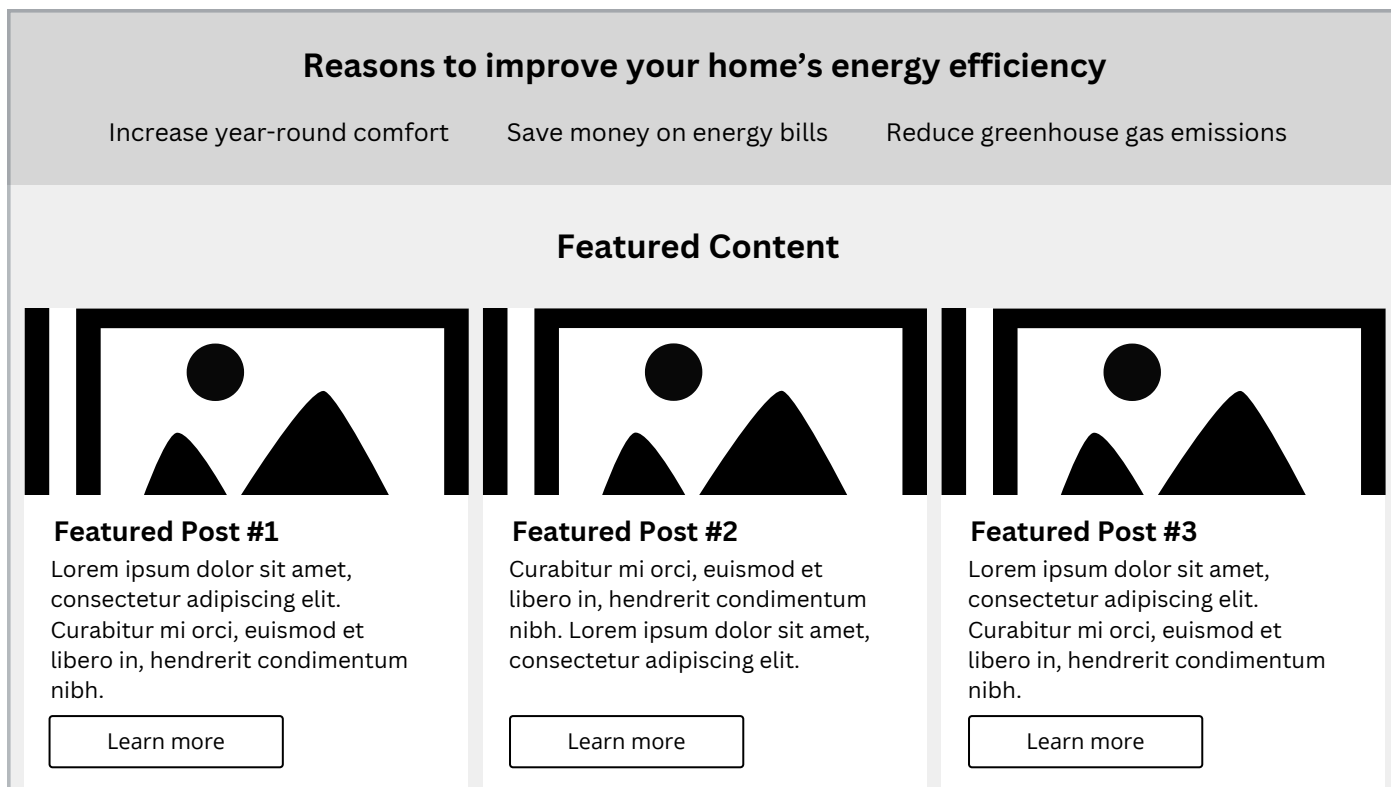 Reasons to improve your home’s energy efficiency
Increase year-round comfort
Save money on energy bills
Reduce greenhouse gas emissions
Featured Content
Featured Post #1
Lorem ipsum dolor sit amet,
consectetur adipiscing elit.
Curabitur mi orci, euismod et
libero in, hendrerit condimentum
nibh.
Learn more
Featured Post #2
Curabitur mi orci, euismod et
libero in, hendrerit condimentum
nibh. Lorem ipsum dolor sit amet,
consectetur adipiscing elit.
Learn more
Featured Post #3
Lorem ipsum dolor sit amet,
consectetur adipiscing elit.
Curabitur mi orci, euismod et
libero in, hendrerit condimentum
nibh.
Learn more